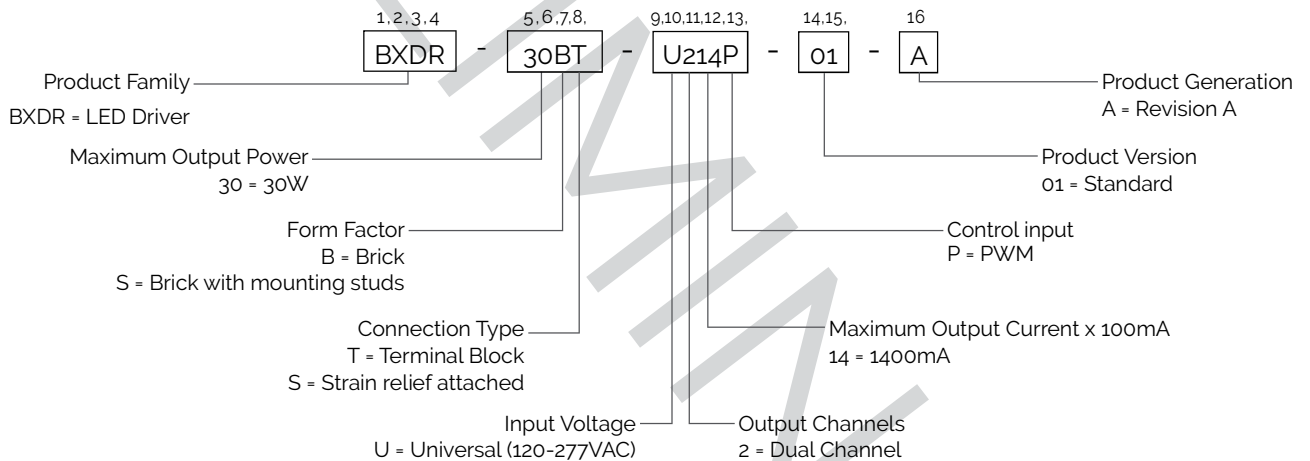 1,2,3,4 5,6,7,8, 9,10,11,12,13, 14,15, 16
BXDR - 30BT - U214P - 01 - A
Product Family
BXDR = LED Driver
Product Generation
A = Revision A
Maximum Output Power
30 = 30W
Product Version
01 = Standard
Form Factor
B = Brick
S = Brick with mounting studs
Control input
P = PWM
Connection Type
T = Terminal Block
S = Strain relief attached
Maximum Output Current x 100mA
14 = 1400mA
Input Voltage
U = Universal (120-277VAC)
Output Channels
2 = Dual Channel
IMIN